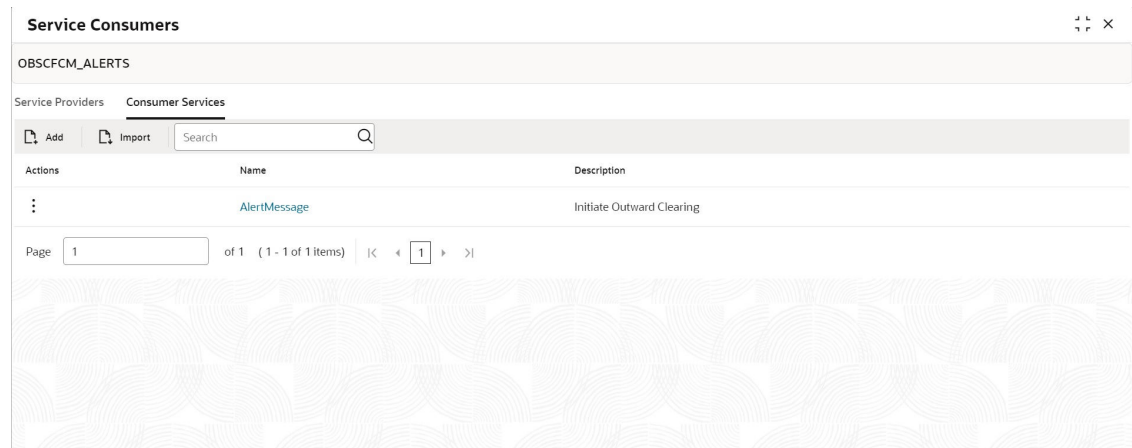 Service Consumers
OBSCFCM_ALERTS
Service Providers Consumer Services
Add Import Search
Actions Name Description
AlertMessage Initiate Outward Clearing
Page 1 of 1 ( 1 - 1 of 1 items) 1